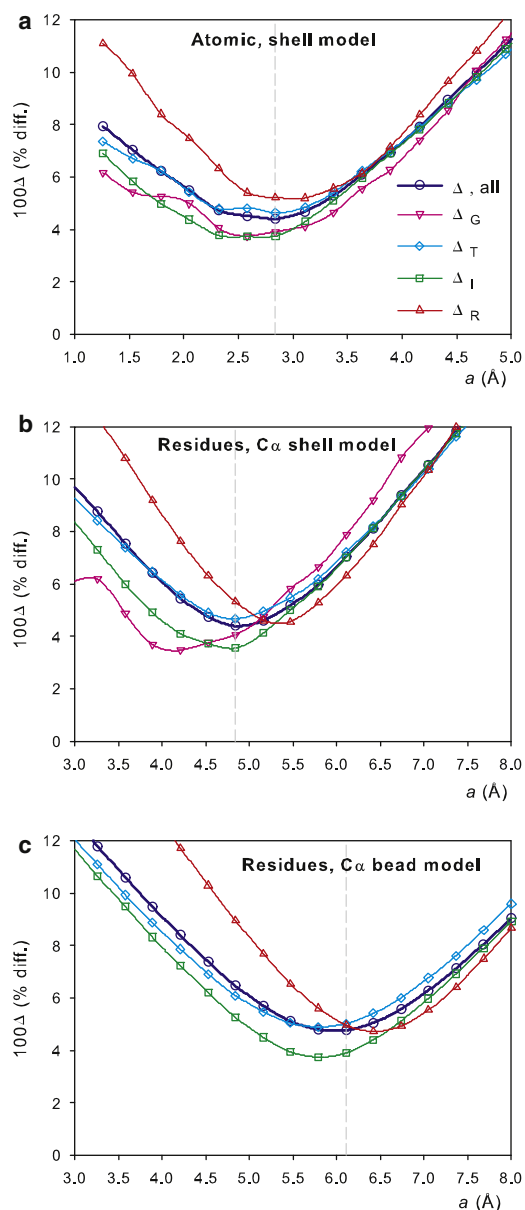 a
Atomic, shell model
100Δ (% diff.)
12
10
8
6
4
2
0
Δ , all
Δ G
Δ T
Δ I
Δ R
1.0 1.5 2.0 2.5 3.0 3.5 4.0 4.5 5.0
a (Å)
b
Residues, Cα shell model
100Δ (% diff.)
12
10
8
6
4
2
0
3.0 3.5 4.0 4.5 5.0 5.5 6.0 6.5 7.0 7.5 8.0
a (Å)
c
Residues, Cα bead model
100Δ (% diff.)
12
10
8
6
4
2
0
3.0 3.5 4.0 4.5 5.0 5.5 6.0 6.5 7.0 7.5 8.0
a (Å)